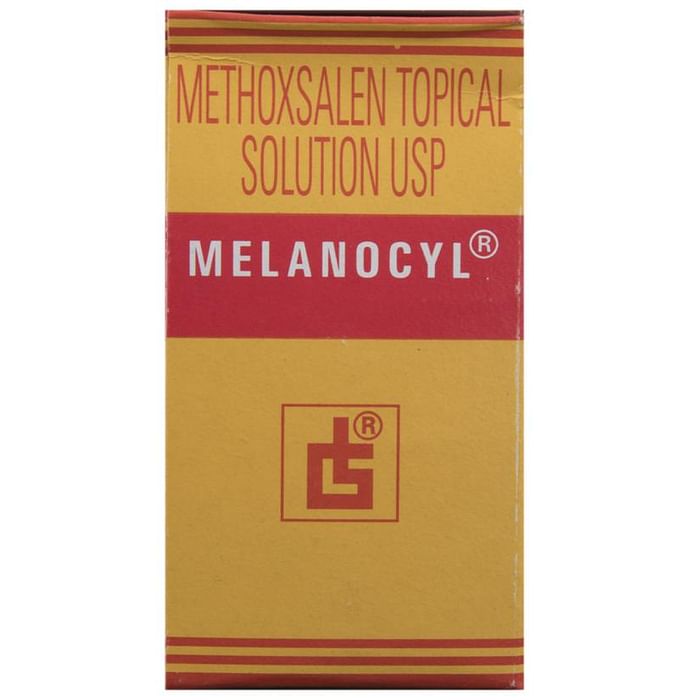 METHOXSALEN TOPICAL
SOLUTION USP
MELANOCYL®
®